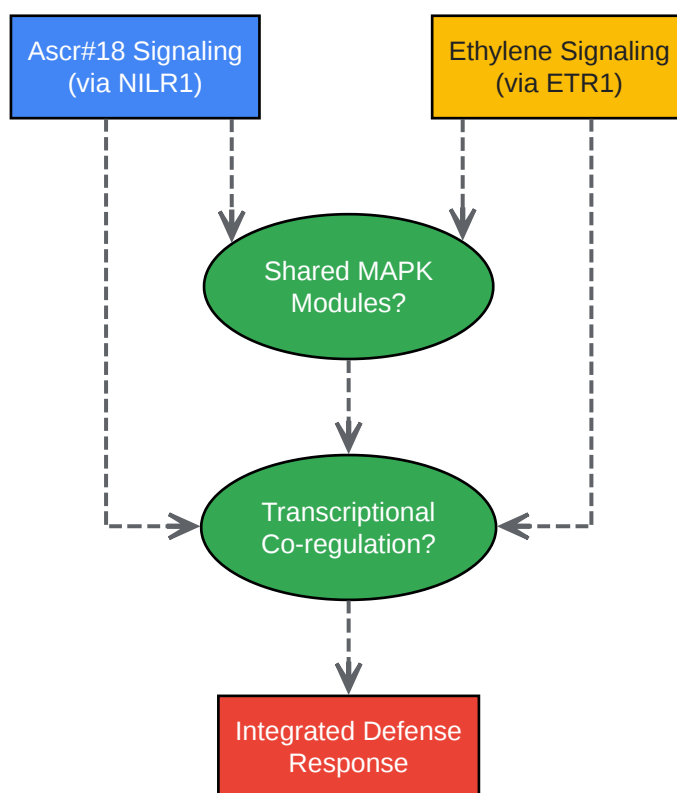 Ascr#18 Signaling
(via NILR1)
Ethylene Signaling
(via ETR1)
Shared MAPK
Modules?
Transcriptional
Co-regulation?
Integrated Defense
Response